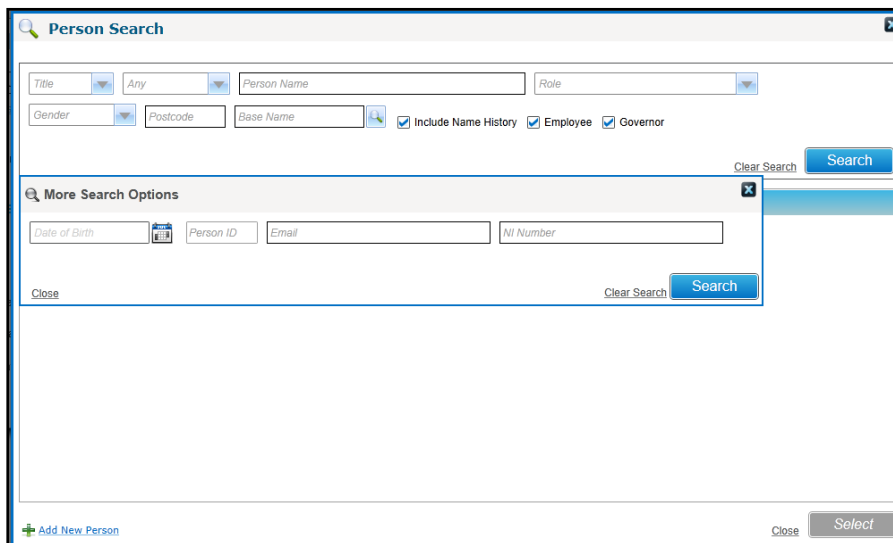 Person Search
Title Any Person Name Role
Gender Postcode Base Name Include Name History Employee Governor
Clear Search Search
More Search Options
Date of Birth Person ID Email NI Number
Close Clear Search Search
Add New Person Close Select